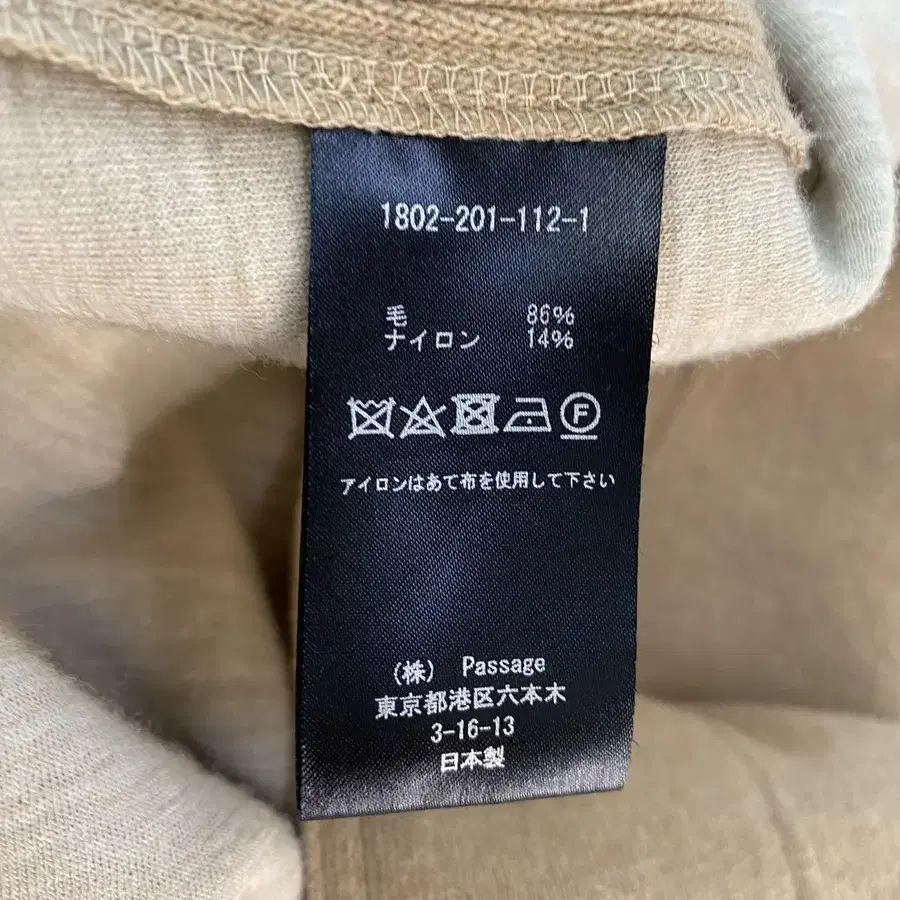 1802-201-112-1
毛 86%
ナイロン 14%
F
アイロンはあて布を使用して下さい
(株) Passage
東京都港区六本木
3-16-13
日本製